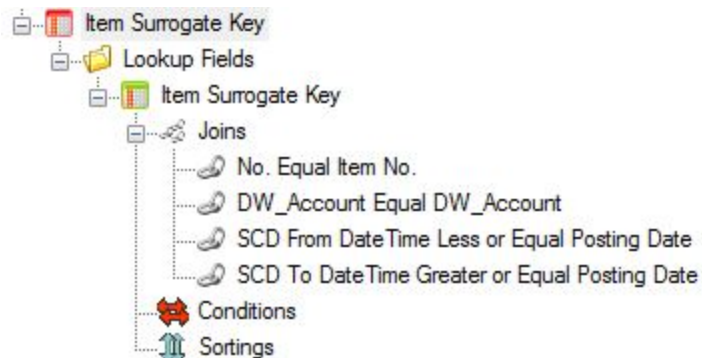 Item Surrogate Key
Lookup Fields
Item Surrogate Key
Joins
No. Equal Item No.
DW_Account Equal DW_Account
SCD From DateTime Less or Equal Posting Date
SCD To DateTime Greater or Equal Posting Date
Conditions
Sortings